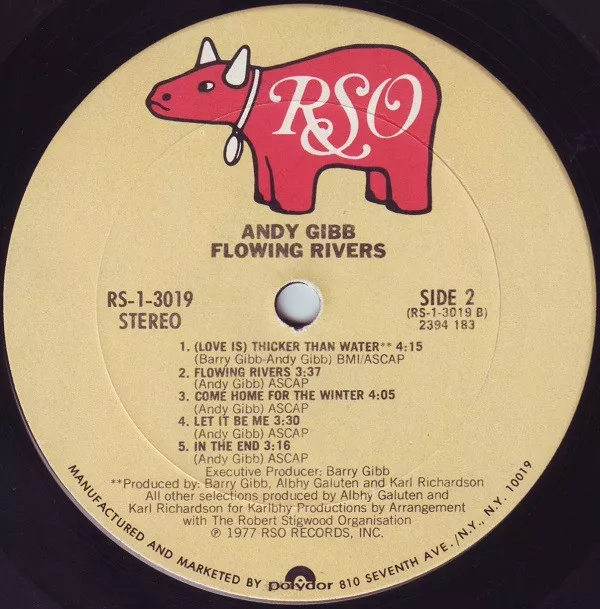 RSO
ANDY GIBB
FLOWING RIVERS
RS-1-3019
STEREO
SIDE 2
(RS-1-3019 B)
2394 183
1. (LOVE IS) THICKER THAN WATER** 4:15
(Barry Gibb-Andy Gibb) BMI/ASCAP
2. FLOWING RIVERS 3:37
(Andy Gibb) ASCAP
3. COME HOME FOR THE WINTER 4:05
(Andy Gibb) ASCAP
4. LET IT BE ME 3:30
(Andy Gibb) ASCAP
5. IN THE END 3:16
(Andy Gibb) ASCAP
Executive Producer: Barry Gibb
**Produced by: Barry Gibb, Albhy Galuten and Karl Richardson
All other selections produced by Albhy Galuten and
Karl Richardson for Karlbhy Productions by Arrangement
with The Robert Stigwood Organisation
℗ 1977 RSO RECORDS, INC.
MANUFACTURED AND MARKETED BY polydor 810 SEVENTH AVE./N.Y., N.Y. 10019